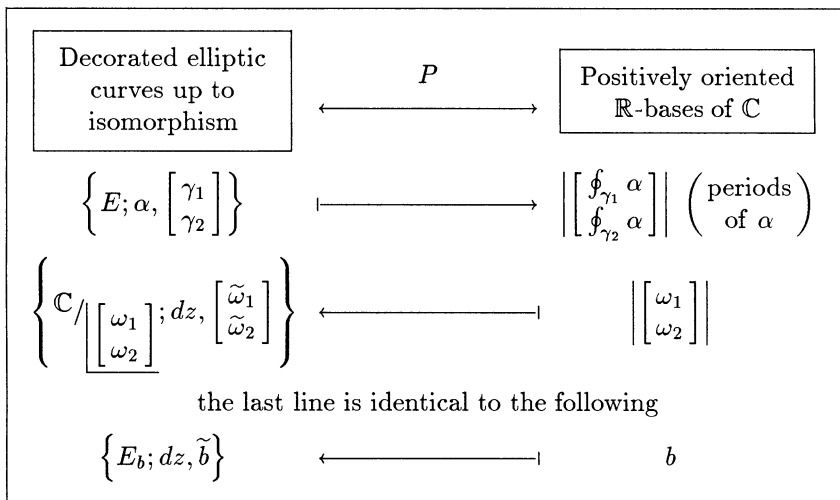 Decorated elliptic curves up to isomorphism P Positively oriented ℝ-bases of ℂ
{E; α, [γ₁ γ₂]} ⟼ |[∮_{γ₁} α ∮_{γ₂} α]| (periods of α)
{ℂ/|[ω₁ ω₂]|; dz, [ω̃₁ ω̃₂]} ⟻ |[ω₁ ω₂]|
the last line is identical to the following
{E_b; dz, b̃} ⟻ b